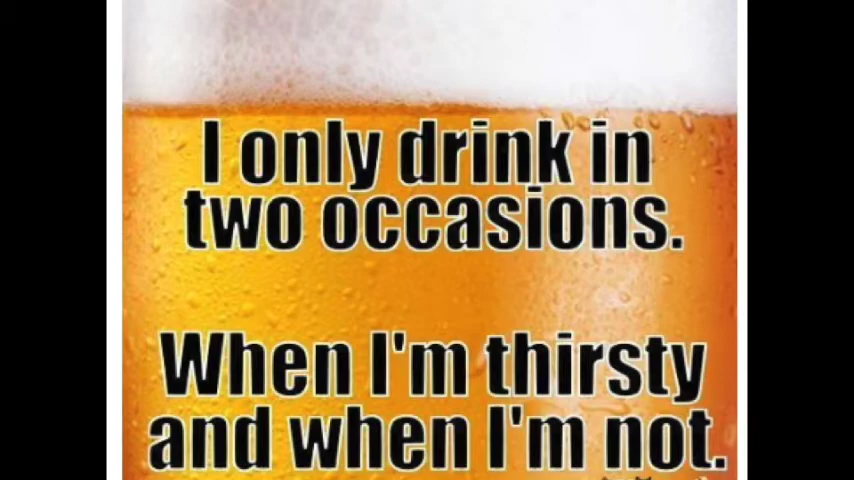 I only drink in
two occasions.
When I'm thirsty
and when I'm not.